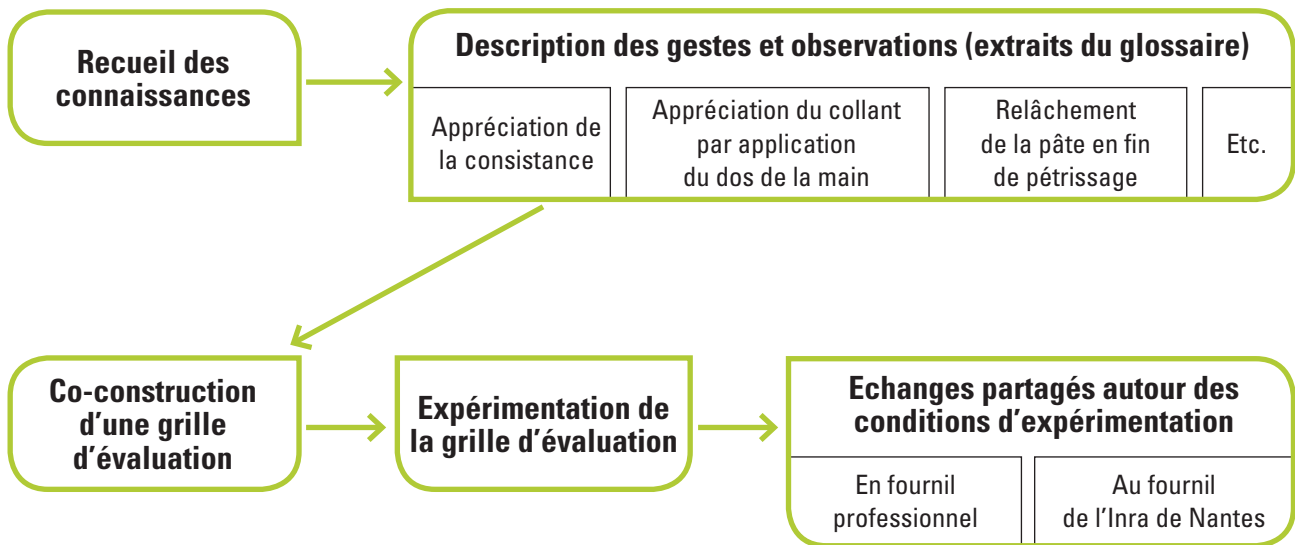 Recueil des
connaissances
Description des gestes et observations (extraits du glossaire)
Appréciation de
la consistance
Appréciation du collant
par application
du dos de la main
Relâchement
de la pâte en fin
de pétrissage
Etc.
Co-construction
d'une grille
d'évaluation
Expérimentation de
la grille d'évaluation
Echanges partagés autour des
conditions d'expérimentation
En fournil
professionnel
Au fournil
de l'Inra de Nantes